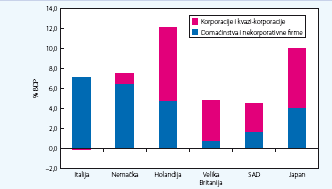 14,0
12,0
10,0
8,0
6,0
4,0
2,0
0,0
–2,0
% BDP
Korporacije i kvazi-korporacije
Domaćinstva i nekorporativne firme
Italija
Nemačka
Holandija
Velika
Britanija
SAD
Japan